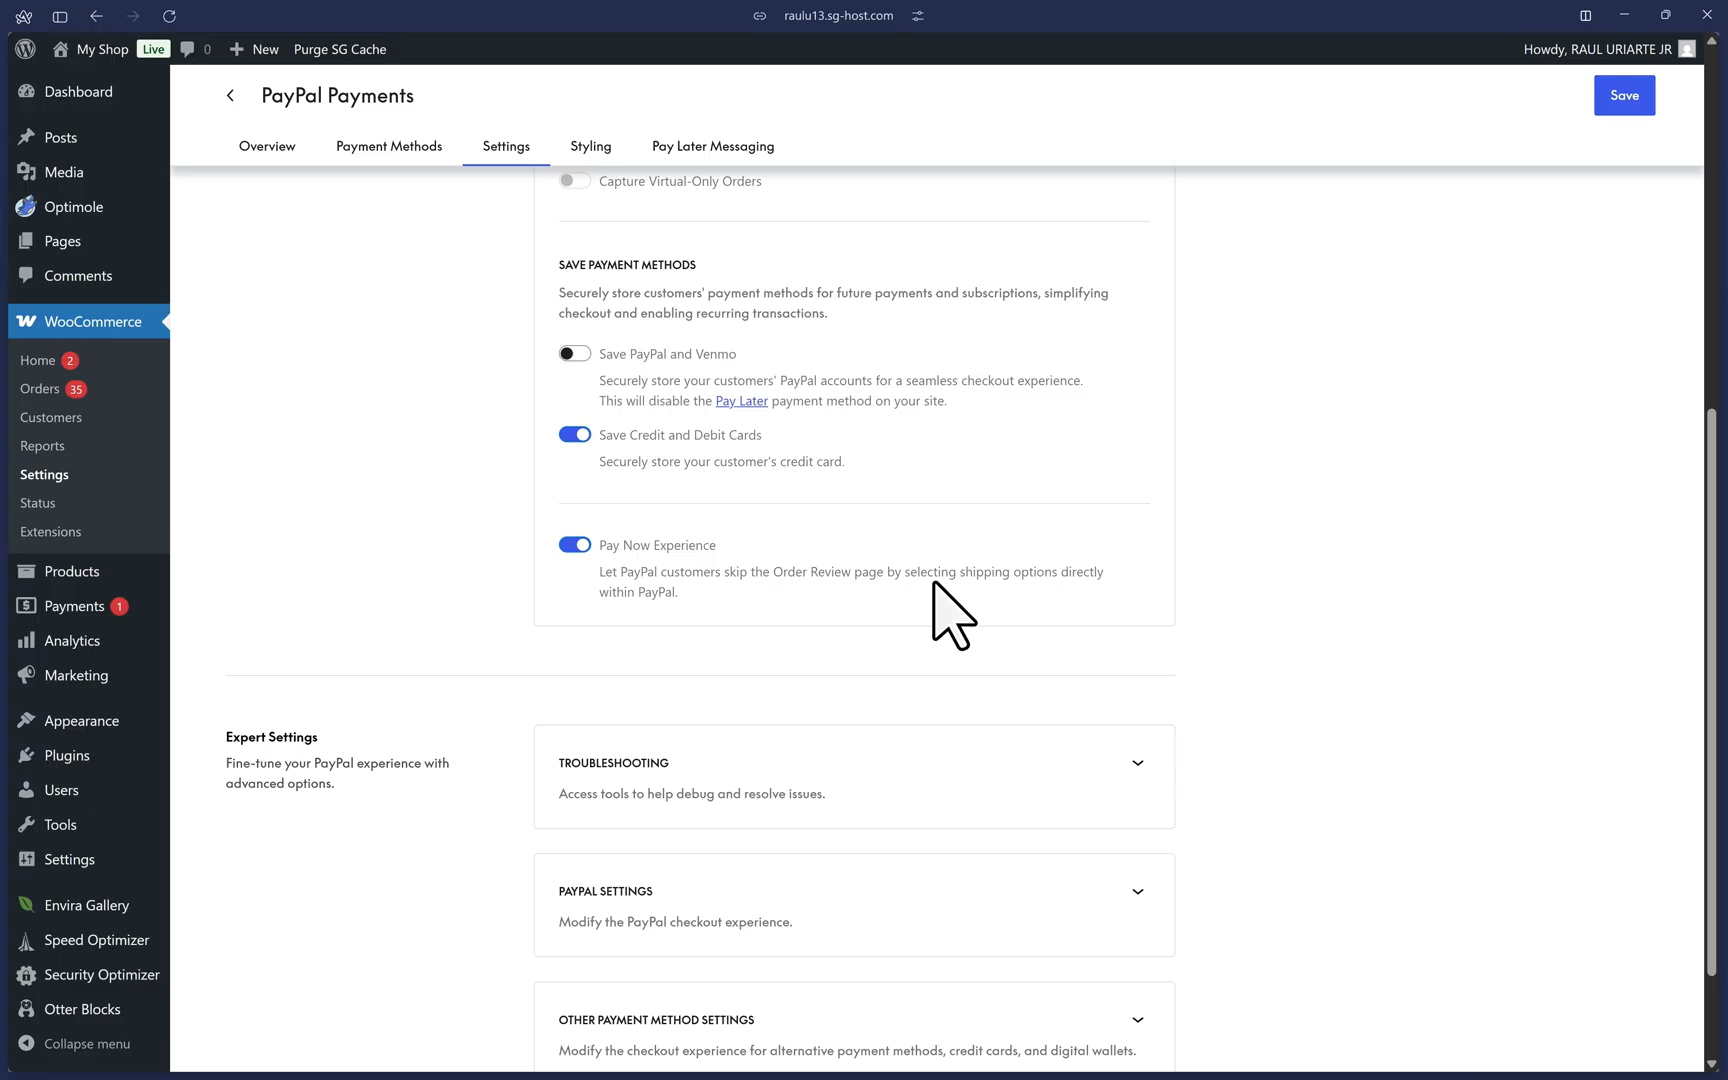 raulu13.sg-host.com
My Shop Live 0 New Purge SG Cache
Howdy, RAUL URIARTE JR
Dashboard
Posts
Media
Optimole
Pages
Comments
WooCommerce
Home 2
Orders 35
Customers
Reports
Settings
Status
Extensions
Products
Payments 1
Analytics
Marketing
Appearance
Plugins
Users
Tools
Settings
Envira Gallery
Speed Optimizer
Security Optimizer
Otter Blocks
Collapse menu
PayPal Payments
Save
Overview Payment Methods Settings Styling Pay Later Messaging
Capture Virtual-Only Orders
SAVE PAYMENT METHODS
Securely store customers' payment methods for future payments and subscriptions, simplifying
checkout and enabling recurring transactions.
Save PayPal and Venmo
Securely store your customers' PayPal accounts for a seamless checkout experience.
This will disable the Pay Later payment method on your site.
Save Credit and Debit Cards
Securely store your customer's credit card.
Pay Now Experience
Let PayPal customers skip the Order Review page by selecting shipping options directly
within PayPal.
Expert Settings
Fine-tune your PayPal experience with
advanced options.
TROUBLESHOOTING
Access tools to help debug and resolve issues.
PAYPAL SETTINGS
Modify the PayPal checkout experience.
OTHER PAYMENT METHOD SETTINGS
Modify the checkout experience for alternative payment methods, credit cards, and digital wallets.